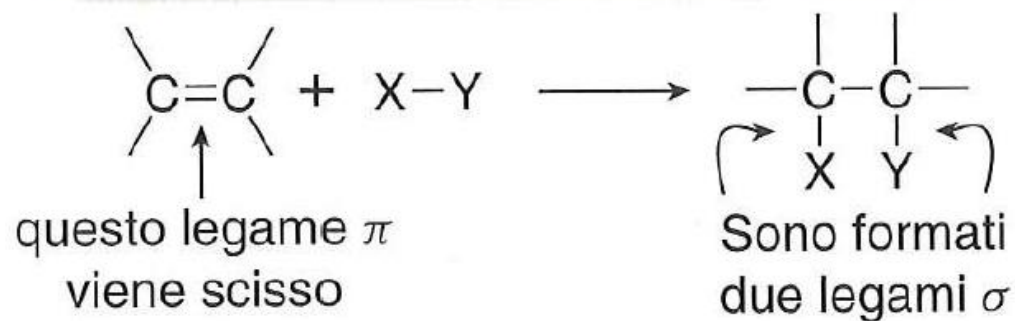 C=C + X-Y
C-C
X Y
questo legame π
viene scisso
Sono formati
due legami σ